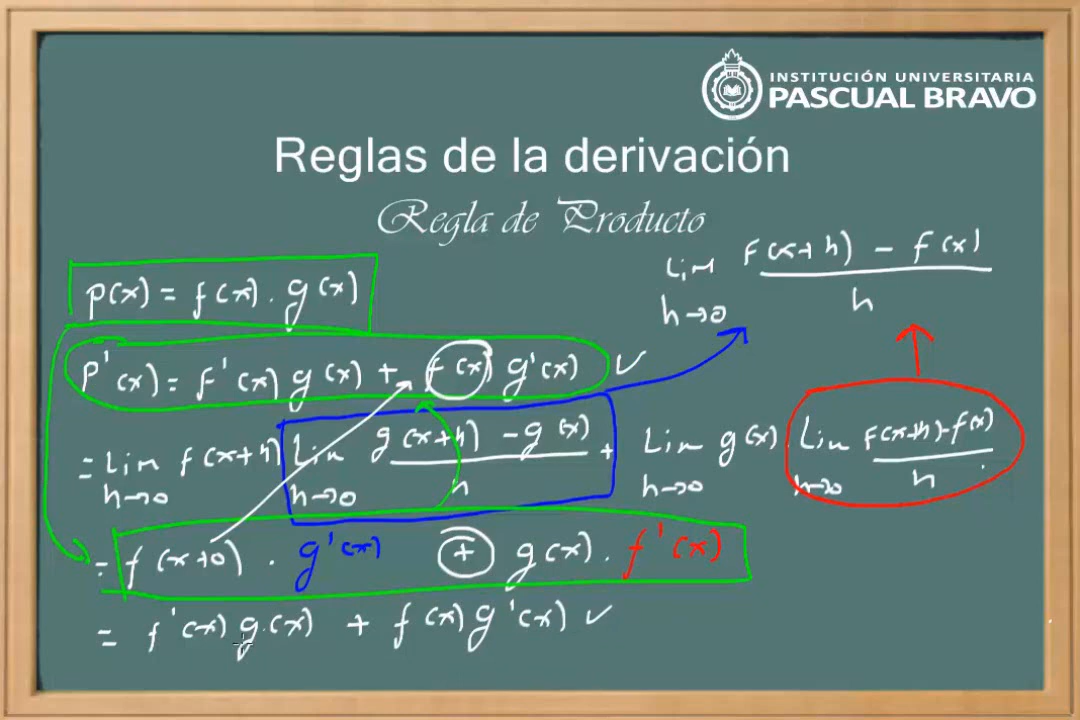 INSTITUCIÓN UNIVERSITARIA
PASCUAL BRAVO
Reglas de la derivación
Regla de Producto
Lim h→0 F(x+h) - f(x) / h
p(x) = f(x) . g(x)
P'(x) = F'(x) g(x) + f(x) g'(x) ✓
= Lim h→0 f(x+h) Lim h→0 g(x+h) - g(x) / h + Lim h→0 g(x) . Lim h→0 F(x+h) - f(x) / h
= f(x+0) . g'(x) + g(x) . f'(x)
= f'(x) g(x) + f(x) g'(x) ✓